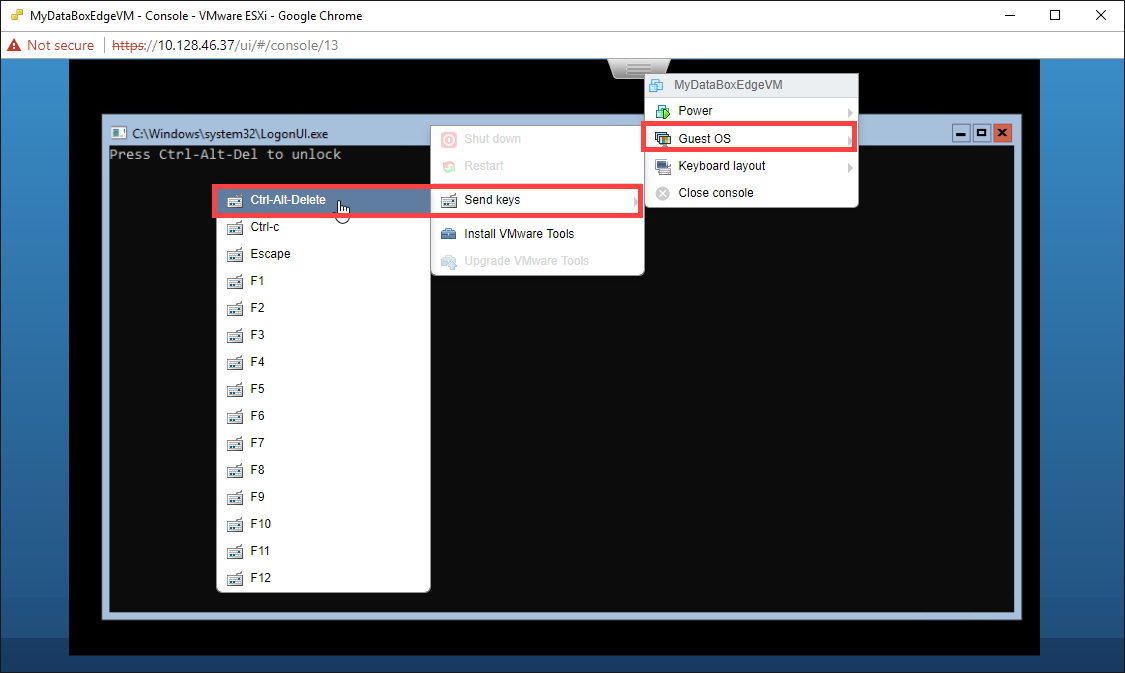 MyDataBoxEdgeVM - Console - VMware ESXi - Google Chrome
Not secure https://10.128.46.37/ui/#/console/13
MyDataBoxEdgeVM
Power
Guest OS
Keyboard layout
Close console
C:\Windows\system32\LogonUI.exe
Press Ctrl-Alt-Del to unlock
Shut down
Restart
Send keys
Install VMware Tools
Upgrade VMware Tools
Ctrl-Alt-Delete
Ctrl-c
Escape
F1
F2
F3
F4
F5
F6
F7
F8
F9
F10
F11
F12